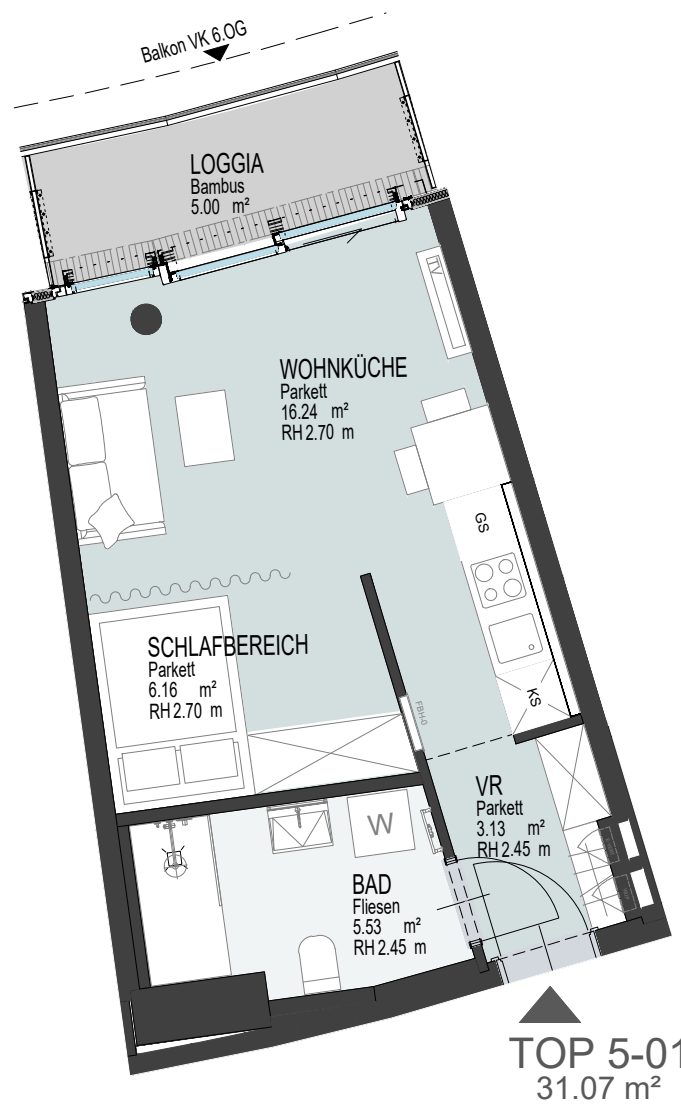 Balkon VK 6.OG
LOGGIA
Bambus
5.00 m²
TV
WOHNKÜCHE
Parkett
16.24 m²
RH 2.70 m
GS
SCHLAFBEREICH
Parkett
6.16 m²
RH 2.70 m
KS
FBH-0
VR
Parkett
3.13 m²
RH 2.45 m
W
BAD
Fliesen
5.53 m²
RH 2.45 m
TOP 5-01
31.07 m²